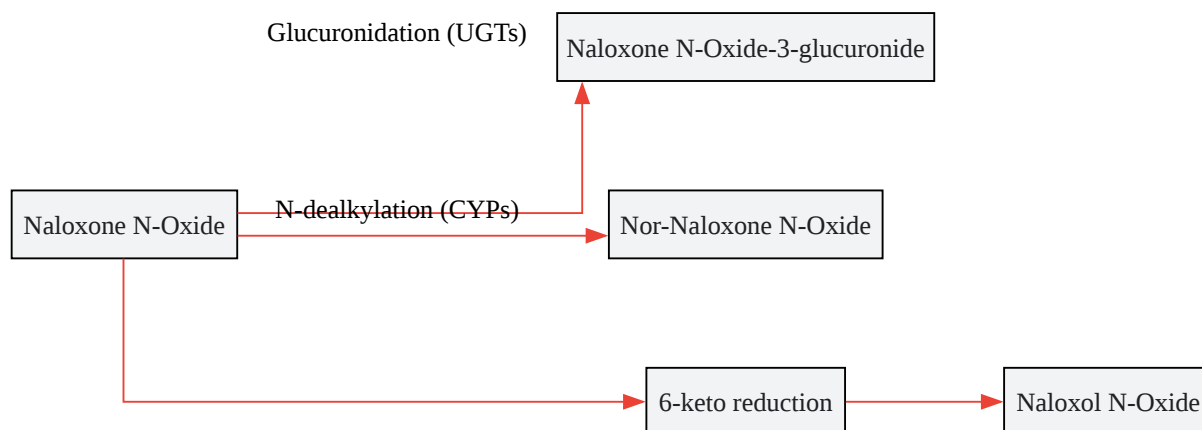 Glucuronidation (UGTs)
Naloxone N-Oxide-3-glucuronide
Naloxone N-Oxide
N-dealkylation (CYPs)
Nor-Naloxone N-Oxide
6-keto reduction
Naloxol N-Oxide